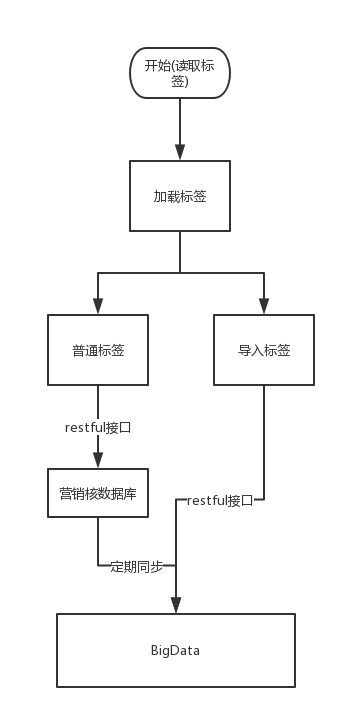 开始(读取标
签)
加载标签
普通标签
导入标签
restful接口
营销核数据库
restful接口
定期同步
BigData